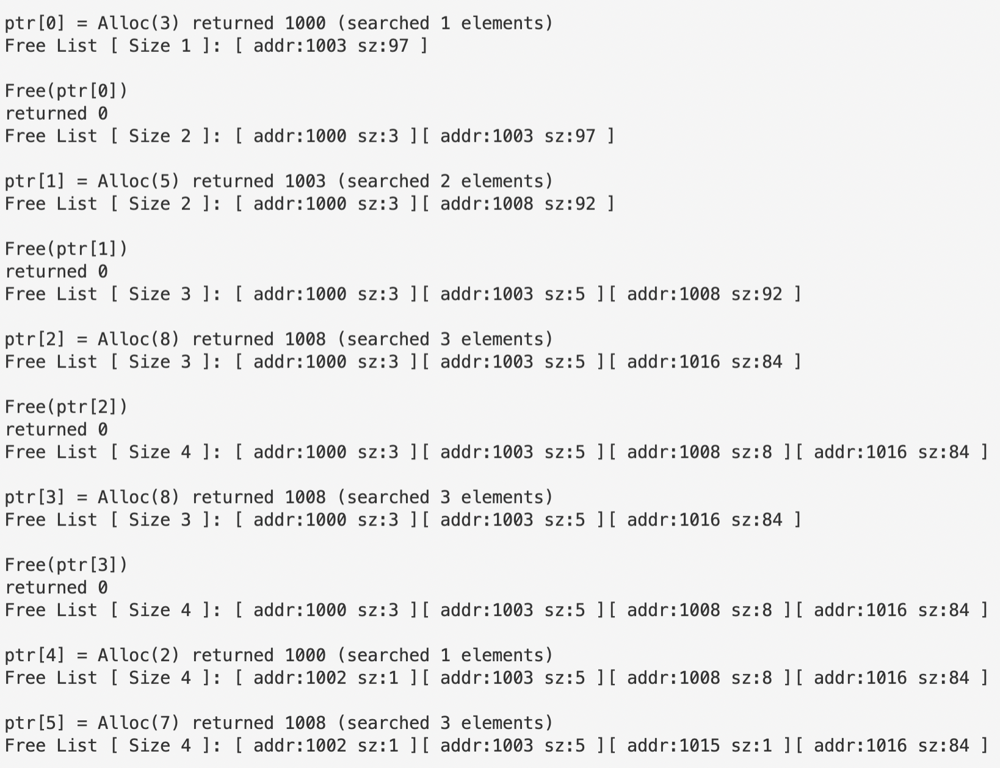 ptr[0] = Alloc(3) returned 1000 (searched 1 elements)
Free List [ Size 1 ]: [ addr:1003 sz:97 ]
Free(ptr[0])
returned 0
Free List [ Size 2 ]: [ addr:1000 sz:3 ][ addr:1003 sz:97 ]
ptr[1] = Alloc(5) returned 1003 (searched 2 elements)
Free List [ Size 2 ]: [ addr:1000 sz:3 ][ addr:1008 sz:92 ]
Free(ptr[1])
returned 0
Free List [ Size 3 ]: [ addr:1000 sz:3 ][ addr:1003 sz:5 ][ addr:1008 sz:92 ]
ptr[2] = Alloc(8) returned 1008 (searched 3 elements)
Free List [ Size 3 ]: [ addr:1000 sz:3 ][ addr:1003 sz:5 ][ addr:1016 sz:84 ]
Free(ptr[2])
returned 0
Free List [ Size 4 ]: [ addr:1000 sz:3 ][ addr:1003 sz:5 ][ addr:1008 sz:8 ][ addr:1016 sz:84 ]
ptr[3] = Alloc(8) returned 1008 (searched 3 elements)
Free List [ Size 3 ]: [ addr:1000 sz:3 ][ addr:1003 sz:5 ][ addr:1016 sz:84 ]
Free(ptr[3])
returned 0
Free List [ Size 4 ]: [ addr:1000 sz:3 ][ addr:1003 sz:5 ][ addr:1008 sz:8 ][ addr:1016 sz:84 ]
ptr[4] = Alloc(2) returned 1000 (searched 1 elements)
Free List [ Size 4 ]: [ addr:1002 sz:1 ][ addr:1003 sz:5 ][ addr:1008 sz:8 ][ addr:1016 sz:84 ]
ptr[5] = Alloc(7) returned 1008 (searched 3 elements)
Free List [ Size 4 ]: [ addr:1002 sz:1 ][ addr:1003 sz:5 ][ addr:1015 sz:1 ][ addr:1016 sz:84 ]